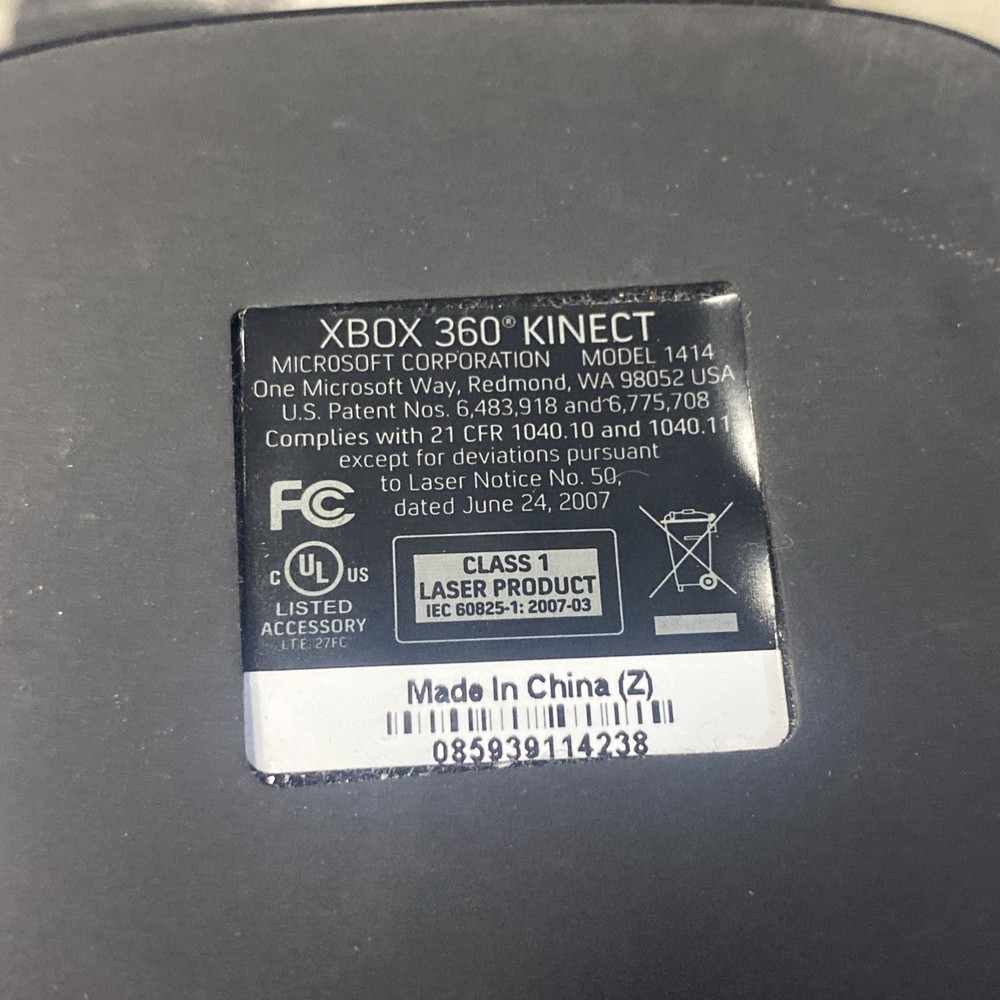 XBOX 360® KINECT
MICROSOFT CORPORATION MODEL 1414
One Microsoft Way, Redmond, WA 98052 USA
U.S. Patent Nos. 6,483,918 and 6,775,708
Complies with 21 CFR 1040.10 and 1040.11
except for deviations pursuant
to Laser Notice No. 50,
dated June 24, 2007
FC
C UL US
LISTED
ACCESSORY
I.T.E. 27FC
CLASS 1
LASER PRODUCT
IEC 60825-1: 2007-03
Made In China (Z)
085939114238